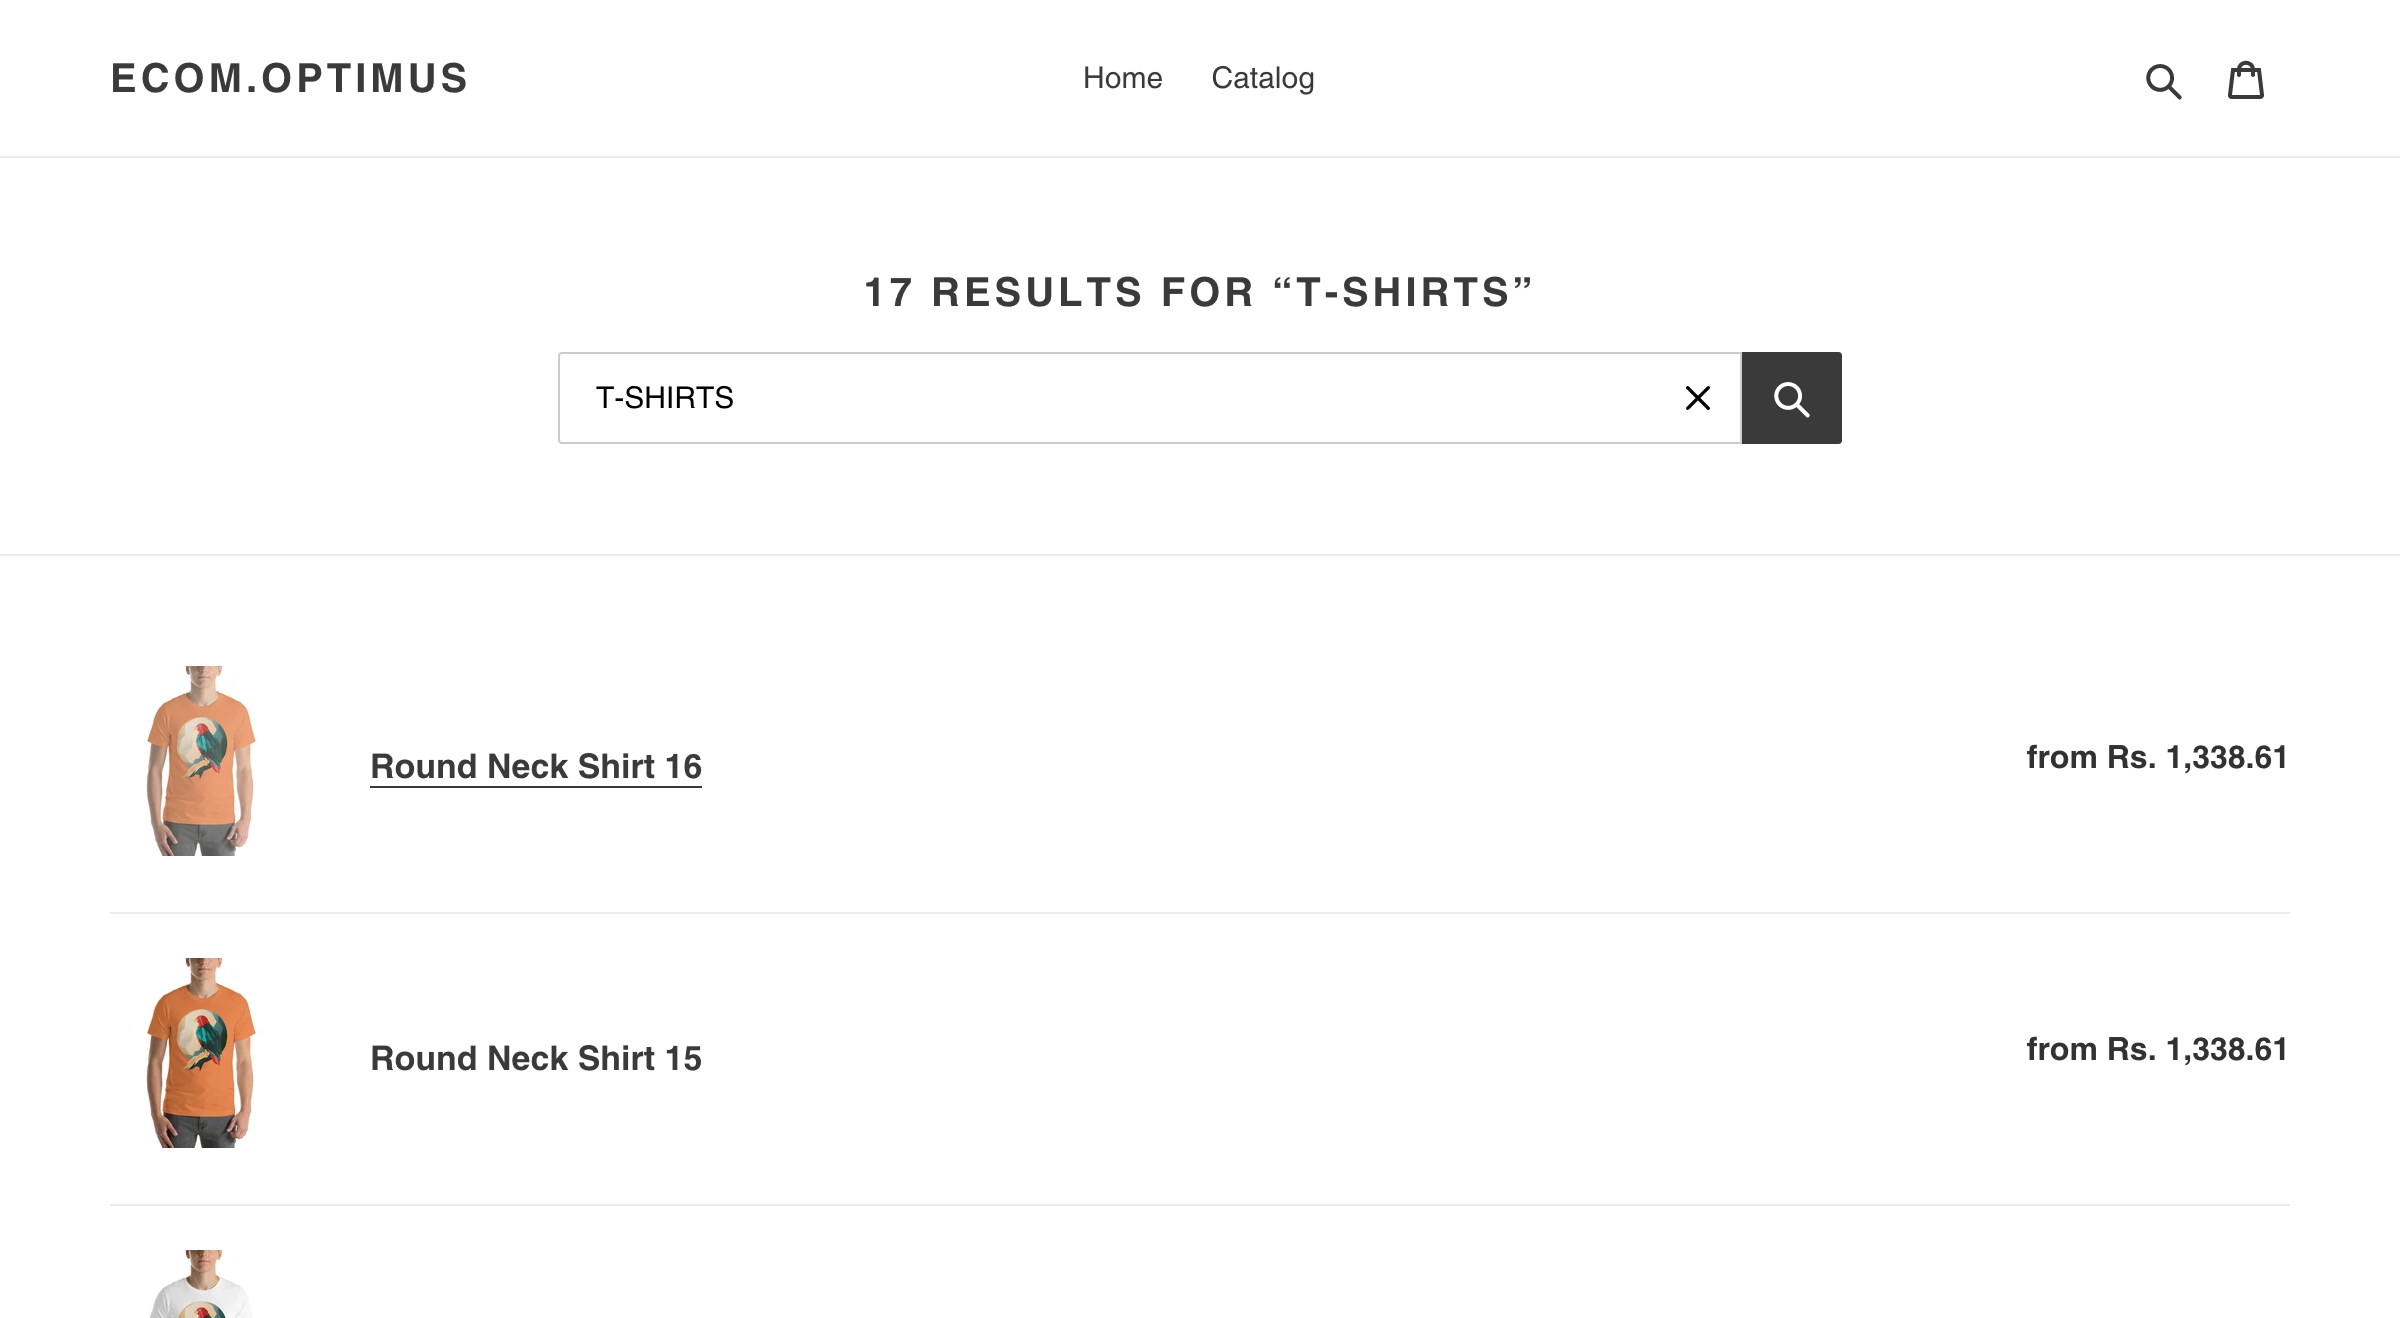 ECOM.OPTIMUS
Home
Catalog
17 RESULTS FOR “T-SHIRTS”
T-SHIRTS
Round Neck Shirt 16
from Rs. 1,338.61
Round Neck Shirt 15
from Rs. 1,338.61